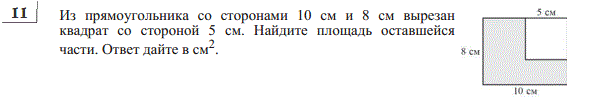 11
Из прямоугольника со сторонами 10 см и 8 см вырезан
квадрат со стороной 5 см. Найдите площадь оставшейся
части. Ответ дайте в см².
5 см
8 см
10 см